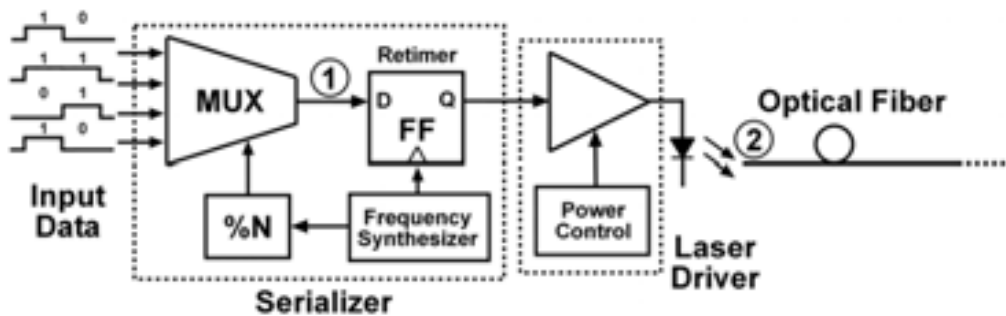 1 0
1 1
0 1
1 0
Input
Data
MUX
1
Retimer
D Q
FF
%N
Frequency
Synthesizer
Serializer
Power
Control
Laser
Driver
2
Optical Fiber